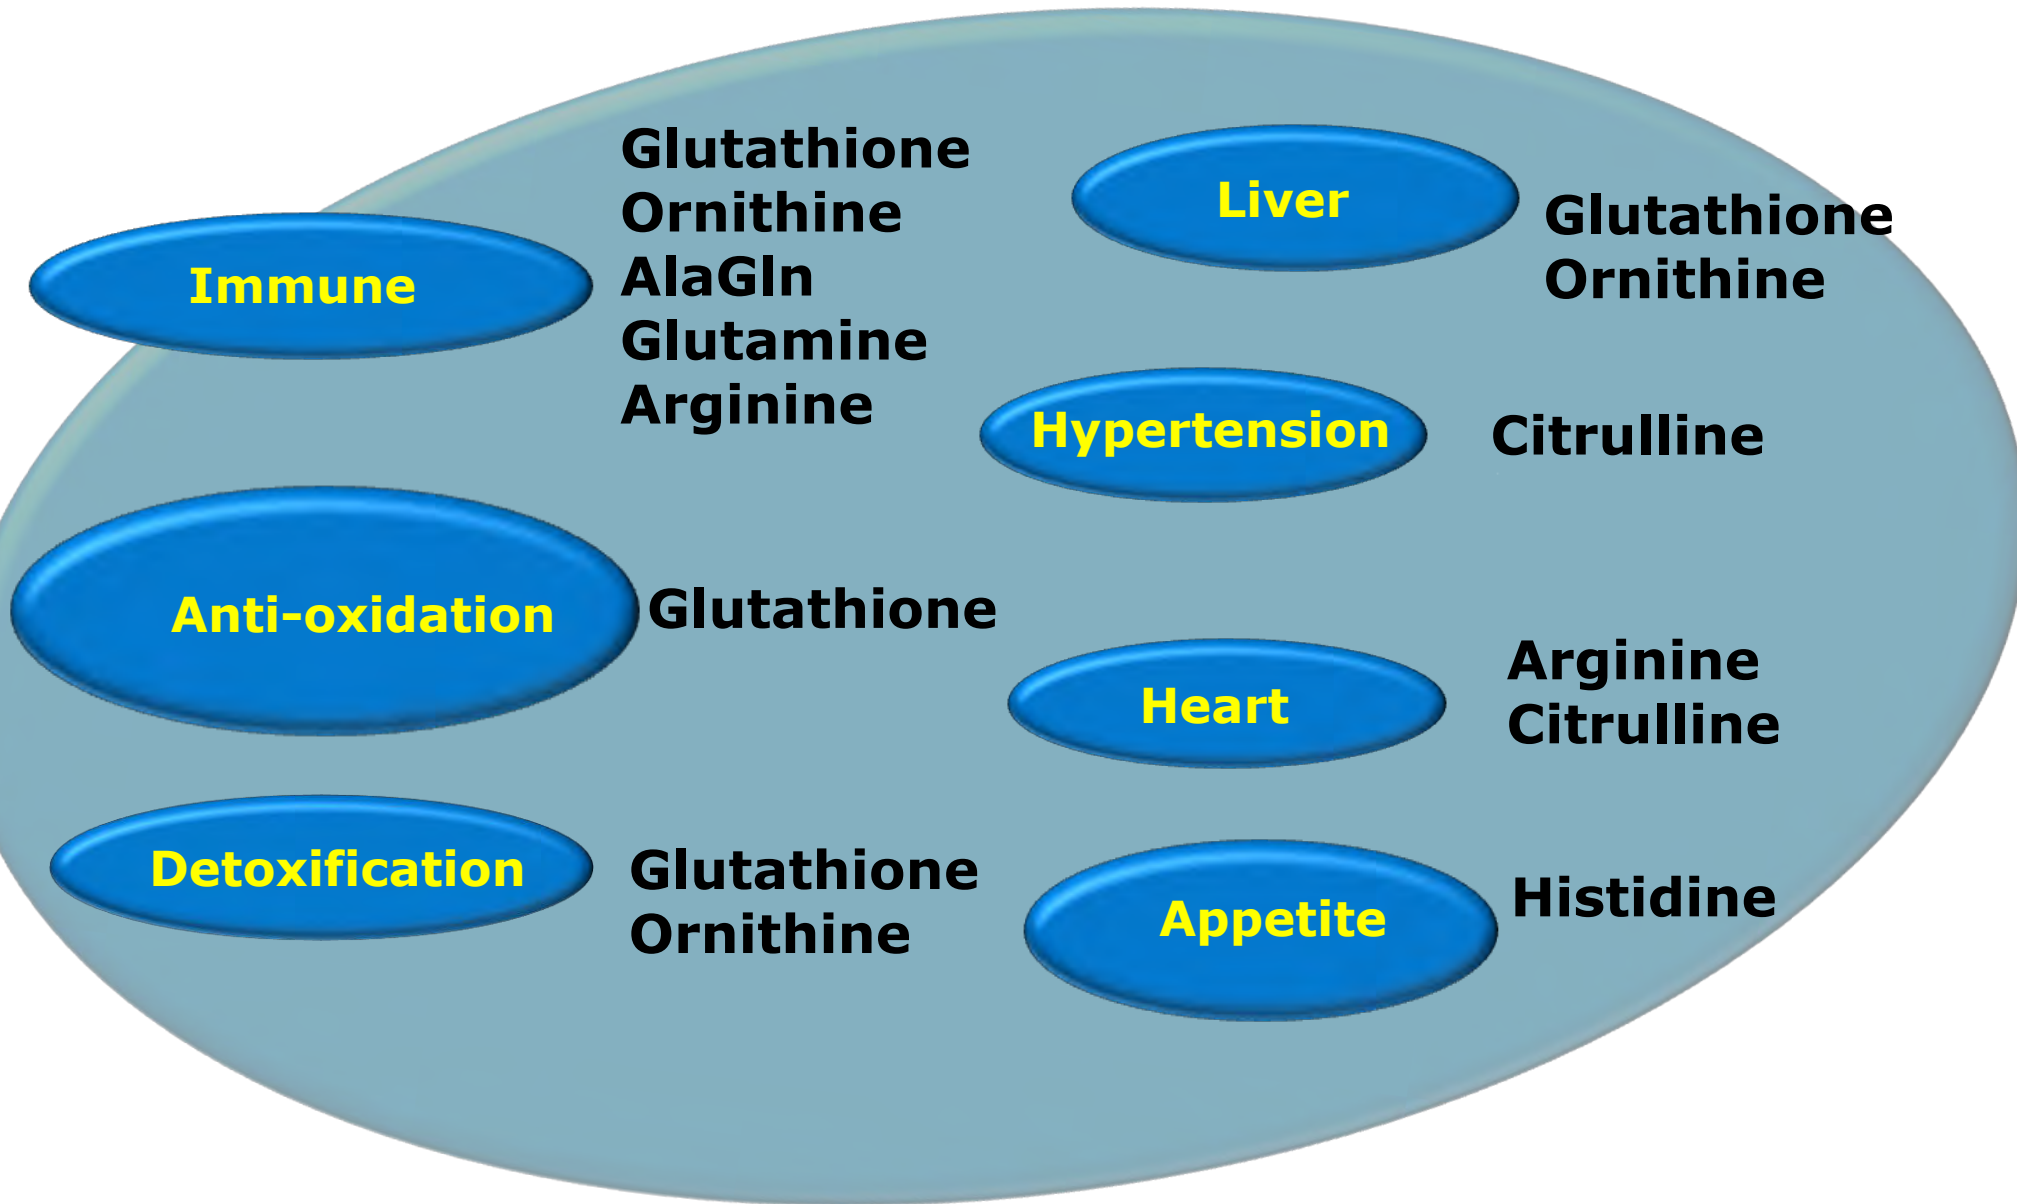 Immune
Glutathione
Ornithine
AlaGln
Glutamine
Arginine
Anti-oxidation
Glutathione
Detoxification
Glutathione
Ornithine
Liver
Glutathione
Ornithine
Hypertension
Citrulline
Heart
Arginine
Citrulline
Appetite
Histidine